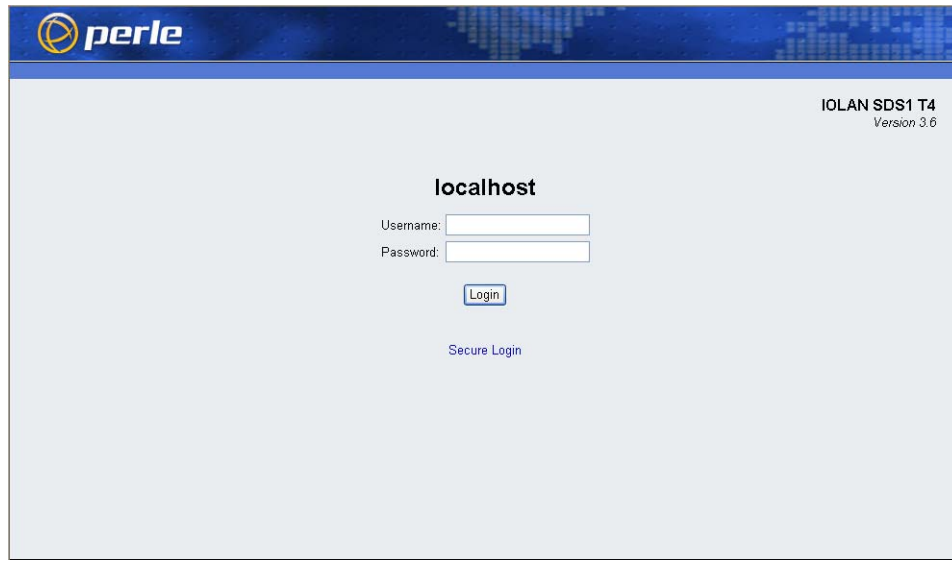 perle
IOLAN SDS1 T4
Version 3.6
localhost
Username:
Password:
Login
Secure Login